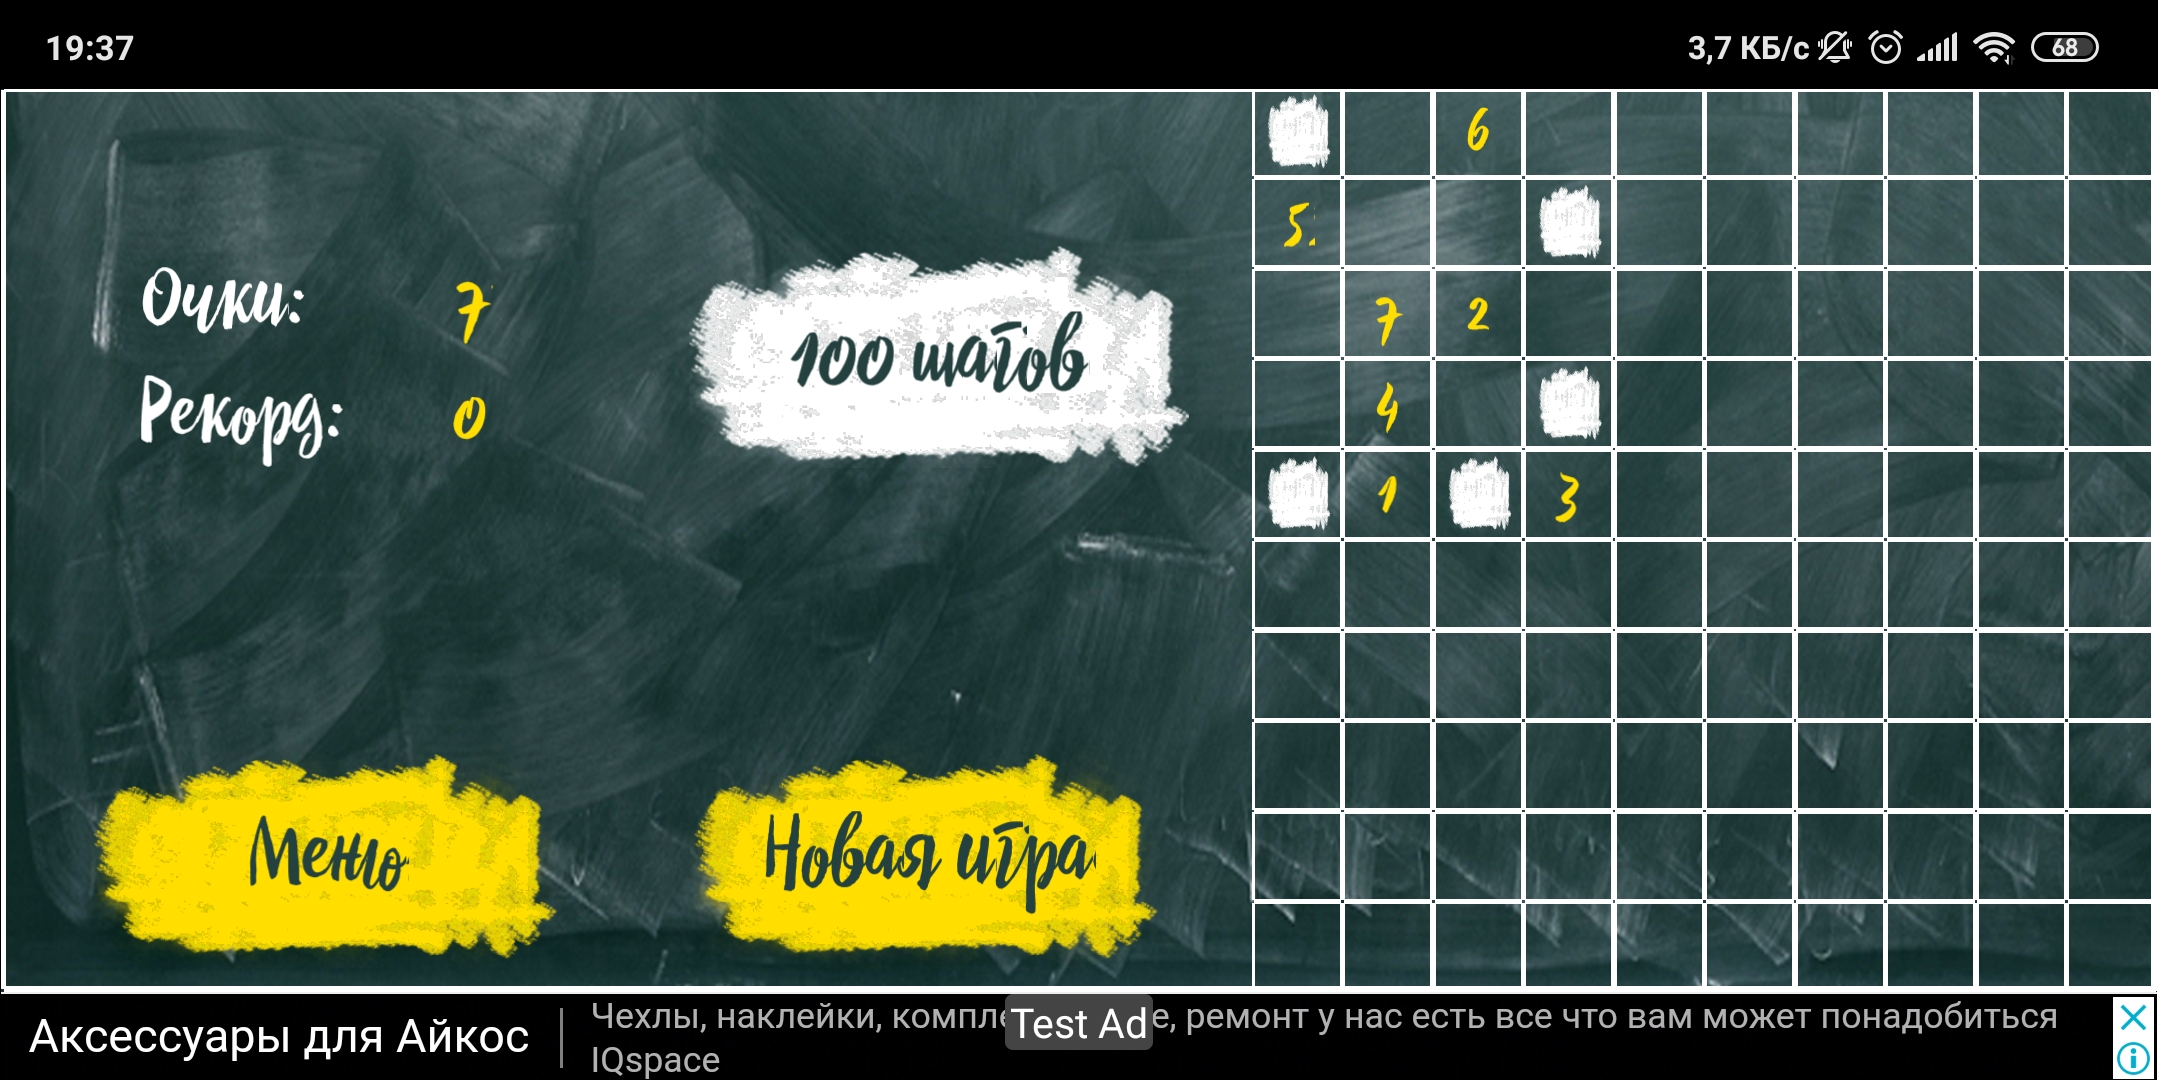 19:37
3,7 КБ/с
68
Очки: 7
Рекорд: 0
100 шагов
6
5
7 2
4
1 3
Меню
Новая игра
Аксессуары для Айкос
Чехлы, наклейки, е, ремонт у нас есть все что вам может понадобиться
IQspace
Test Ad